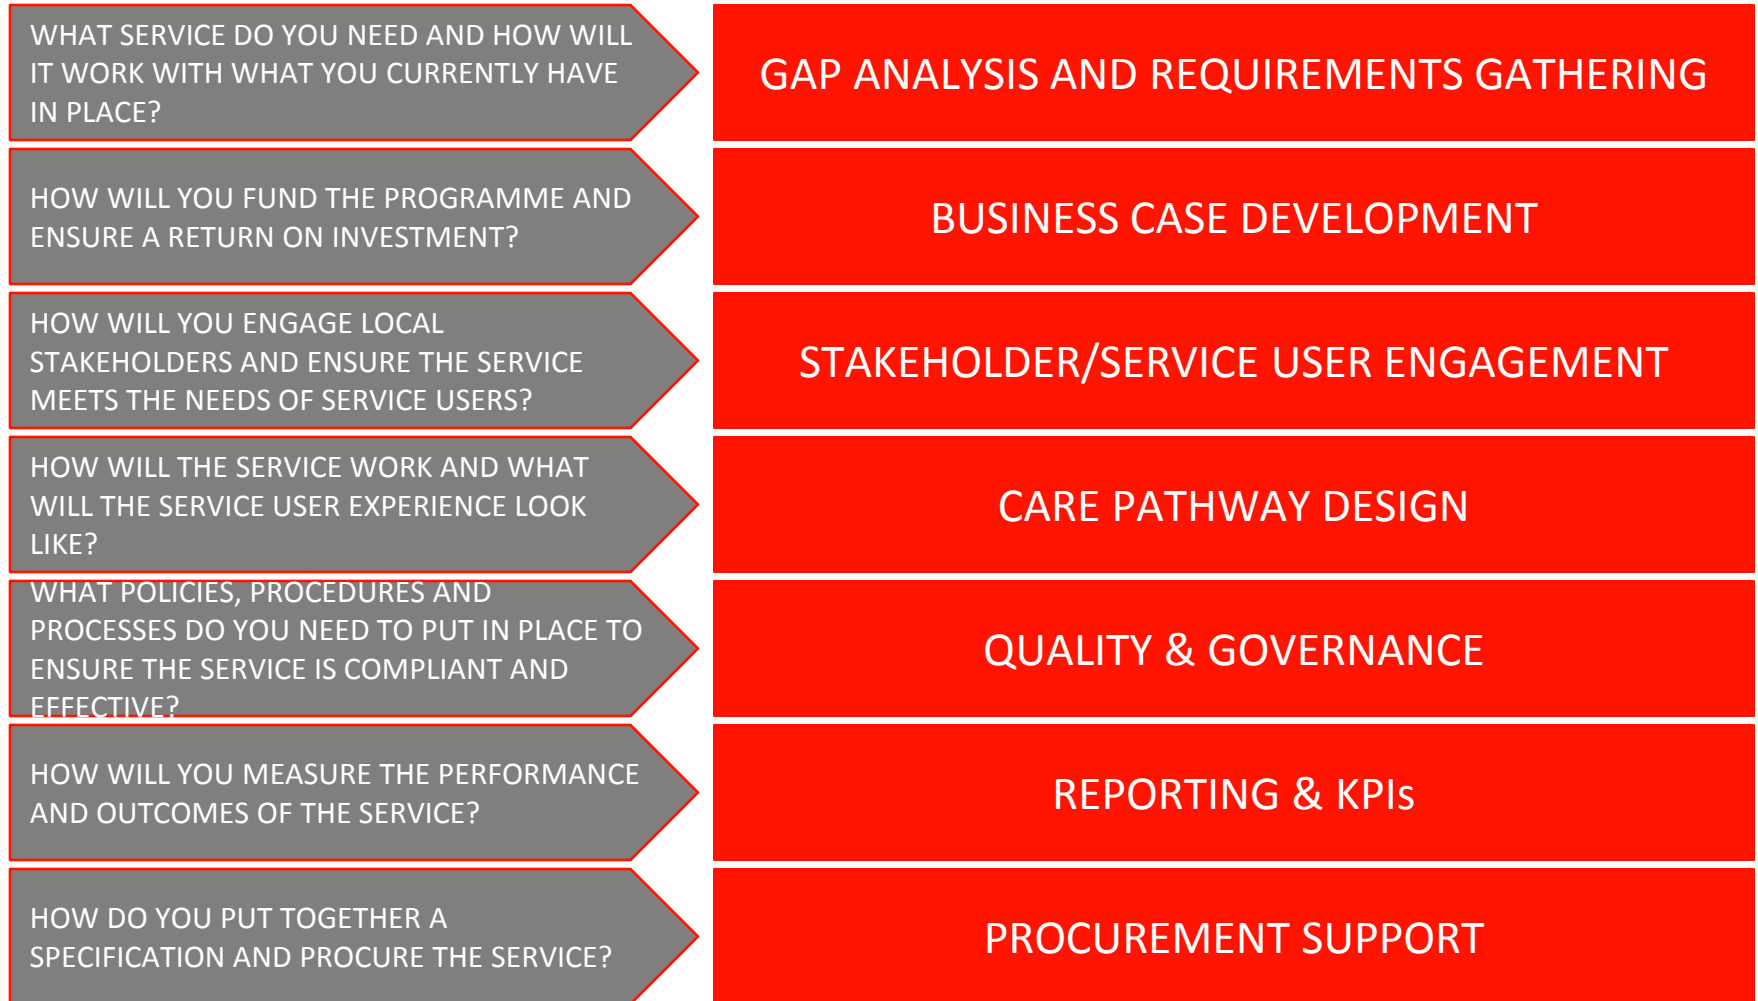 WHAT SERVICE DO YOU NEED AND HOW WILL
IT WORK WITH WHAT YOU CURRENTLY HAVE
IN PLACE?
GAP ANALYSIS AND REQUIREMENTS GATHERING
HOW WILL YOU FUND THE PROGRAMME AND
ENSURE A RETURN ON INVESTMENT?
BUSINESS CASE DEVELOPMENT
HOW WILL YOU ENGAGE LOCAL
STAKEHOLDERS AND ENSURE THE SERVICE
MEETS THE NEEDS OF SERVICE USERS?
STAKEHOLDER/SERVICE USER ENGAGEMENT
HOW WILL THE SERVICE WORK AND WHAT
WILL THE SERVICE USER EXPERIENCE LOOK
LIKE?
CARE PATHWAY DESIGN
WHAT POLICIES, PROCEDURES AND
PROCESSES DO YOU NEED TO PUT IN PLACE TO
ENSURE THE SERVICE IS COMPLIANT AND
EFFECTIVE?
QUALITY & GOVERNANCE
HOW WILL YOU MEASURE THE PERFORMANCE
AND OUTCOMES OF THE SERVICE?
REPORTING & KPIs
HOW DO YOU PUT TOGETHER A
SPECIFICATION AND PROCURE THE SERVICE?
PROCUREMENT SUPPORT